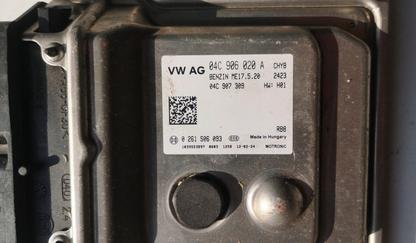 VW AG 04C 906 020 A CHYB
BENZIN ME17.5.20 2423
04C 907 309 HW: H01
RBB
0 261 S06 093 Made in Hungary
MOTRONIC